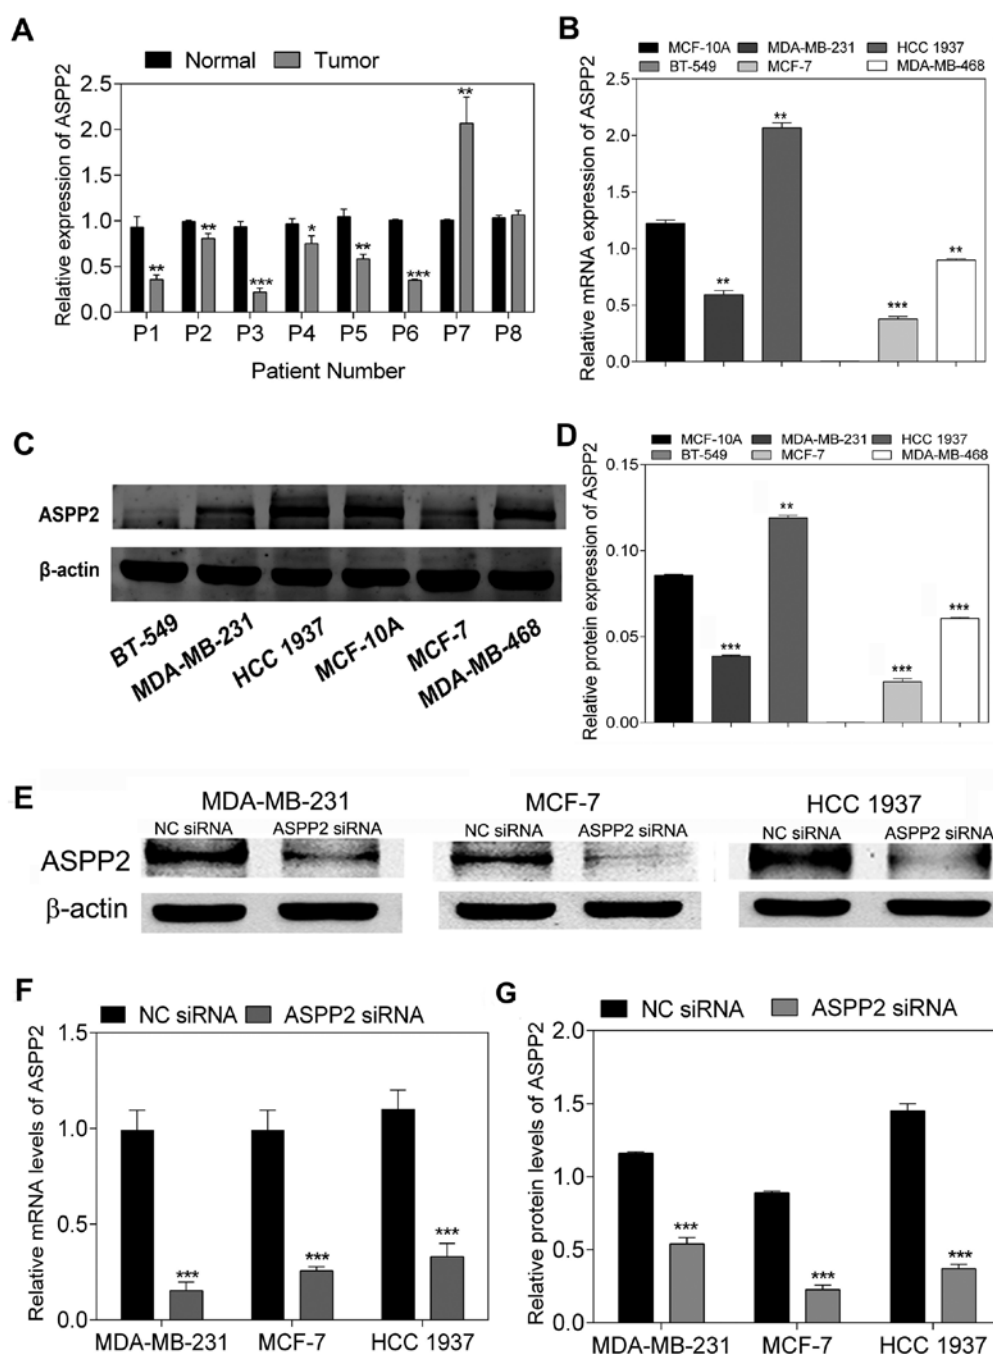 A
Normal Tumor
Relative expression of ASPP2
2.5
2.0
1.5
1.0
0.5
0.0
** ** *** * ** *** **
P1 P2 P3 P4 P5 P6 P7 P8
Patient Number
B
MCF-10A MDA-MB-231 HCC 1937
BT-549 MCF-7 MDA-MB-468
Relative mRNA expression of ASPP2
2.5
2.0
1.5
1.0
0.5
0.0
** ** *** **
C
ASPP2
β-actin
BT-549 MDA-MB-231 HCC 1937 MCF-10A MCF-7 MDA-MB-468
D
MCF-10A MDA-MB-231 HCC 1937
BT-549 MCF-7 MDA-MB-468
Relative protein expression of ASPP2
0.15
0.10
0.05
0.00
*** ** *** ***
E
MDA-MB-231 MCF-7 HCC 1937
NC siRNA ASPP2 siRNA NC siRNA ASPP2 siRNA NC siRNA ASPP2 siRNA
ASPP2
β-actin
F
NC siRNA ASPP2 siRNA
Relative mRNA levels of ASPP2
1.5
1.0
0.5
0.0
*** *** ***
MDA-MB-231 MCF-7 HCC 1937
G
NC siRNA ASPP2 siRNA
Relative protein levels of ASPP2
2.0
1.5
1.0
0.5
0.0
*** *** ***
MDA-MB-231 MCF-7 HCC 1937